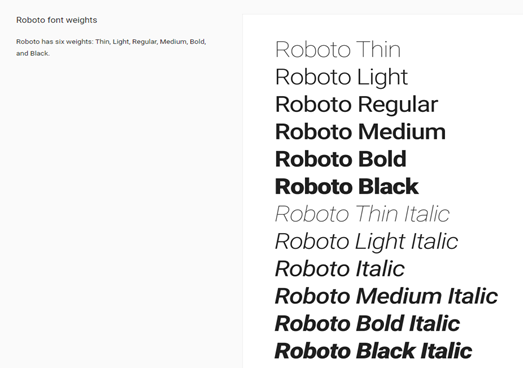 Roboto font weights
Roboto has six weights: Thin, Light, Regular, Medium, Bold,
and Black.
Roboto Thin
Roboto Light
Roboto Regular
Roboto Medium
Roboto Bold
Roboto Black
Roboto Thin Italic
Roboto Light Italic
Roboto Italic
Roboto Medium Italic
Roboto Bold Italic
Roboto Black Italic